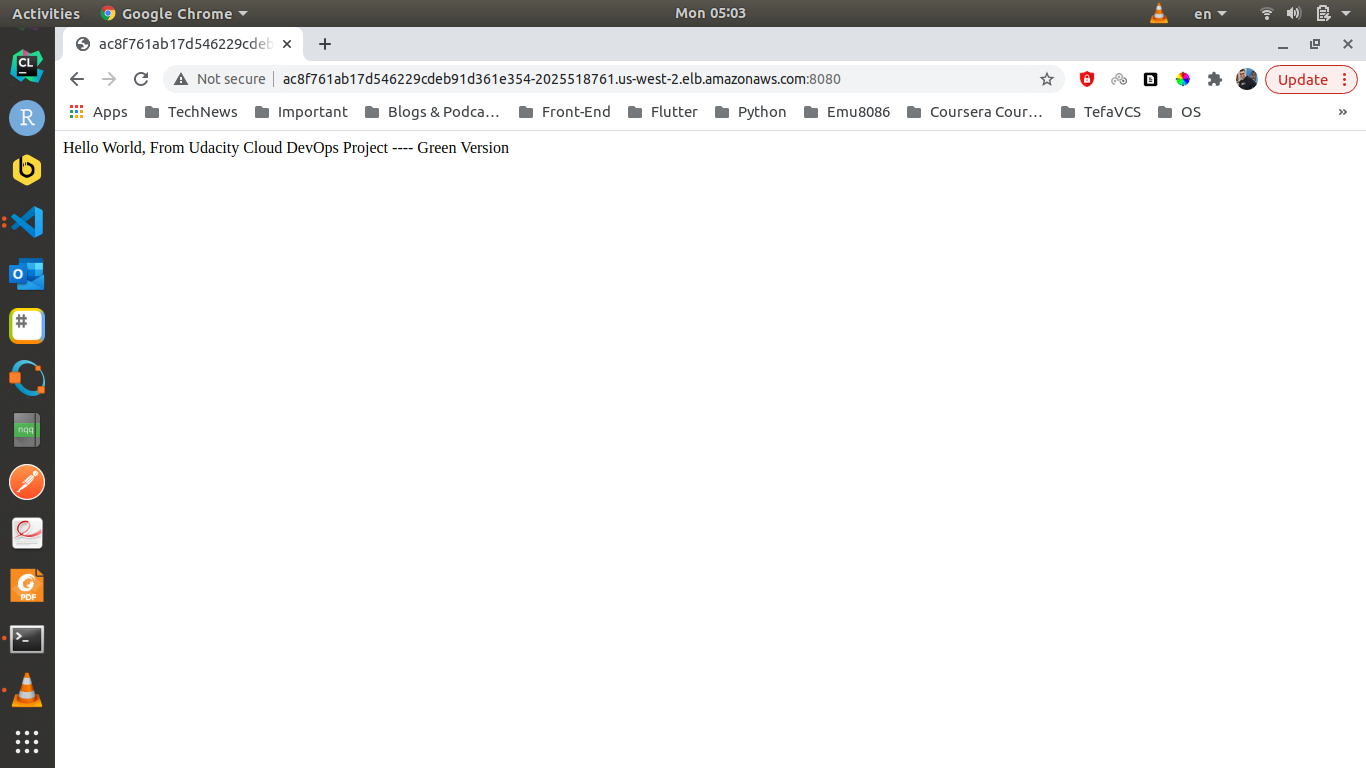 Activities Google Chrome Mon 05:03 en
ac8f761ab17d546229cdeb
Not secure ac8f761ab17d546229cdeb91d361e354-2025518761.us-west-2.elb.amazonaws.com:8080 Update
Apps TechNews Important Blogs & Podca… Front-End Flutter Python Emu8086 Coursera Cour… TefaVCS OS »
Hello World, From Udacity Cloud DevOps Project ---- Green Version
CL
R
b
O
#
nqq
PDF
>_